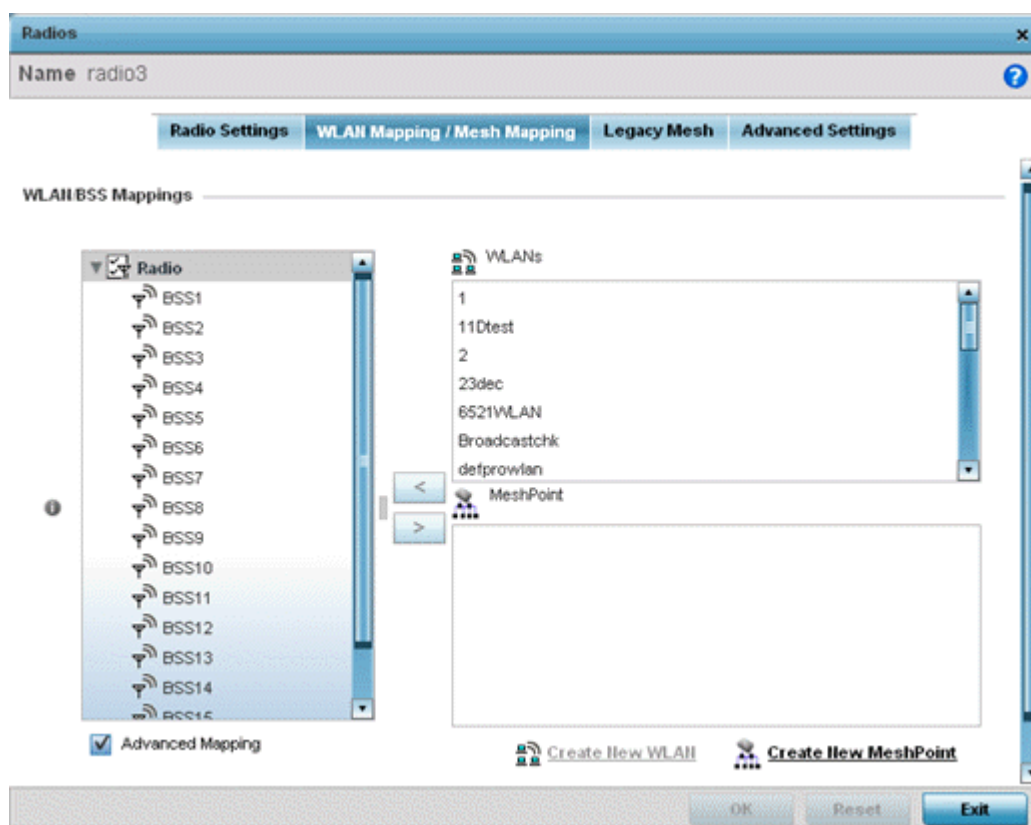 Radios
Name radio3
Radio Settings
WLAN Mapping / Mesh Mapping
Legacy Mesh
Advanced Settings
WLAN/BSS Mappings
Radio
BSS1
BSS2
BSS3
BSS4
BSS5
BSS6
BSS7
BSS8
BSS9
BSS10
BSS11
BSS12
BSS13
BSS14
BSS15
Advanced Mapping
<
>
WLANs
1
11Dtest
2
23dec
6521WLAN
Broadcastchk
defprowlan
MeshPoint
Create New WLAN
Create New MeshPoint
OK
Reset
Exit